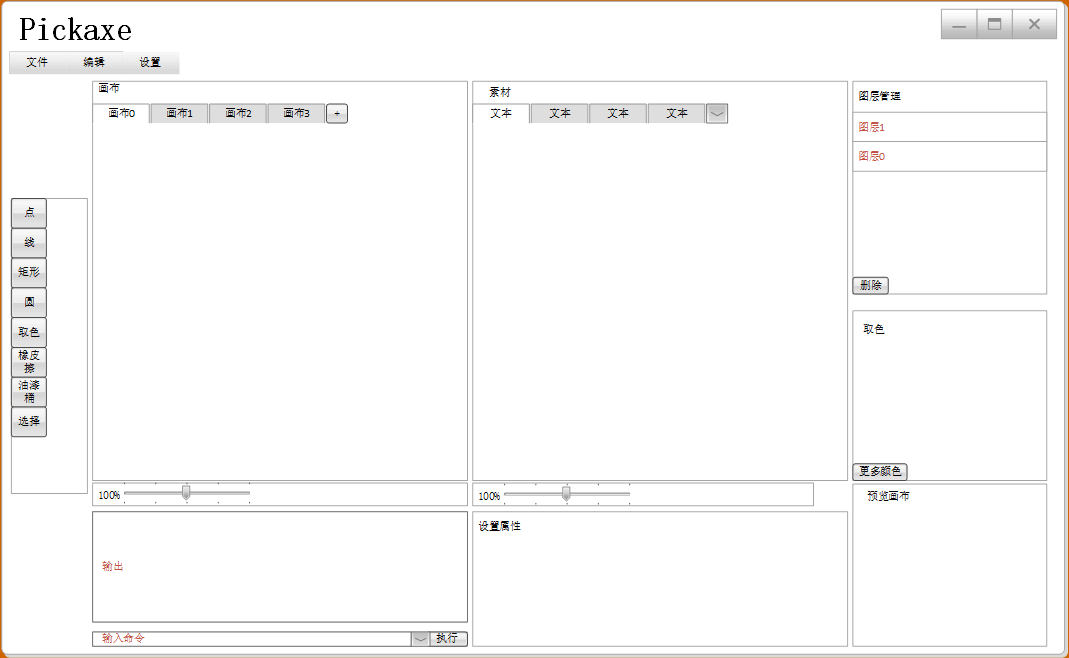 Pickaxe
文件 编辑 设置
画布
画布0 画布1 画布2 画布3 +
素材
文本 文本 文本 文本
图层管理
图层1
图层0
删除
点
线
矩形
圆
取色
橡皮
擦
油漆
桶
选择
取色
更多颜色
100%
100%
预览画布
输出
设置属性
输入命令 执行